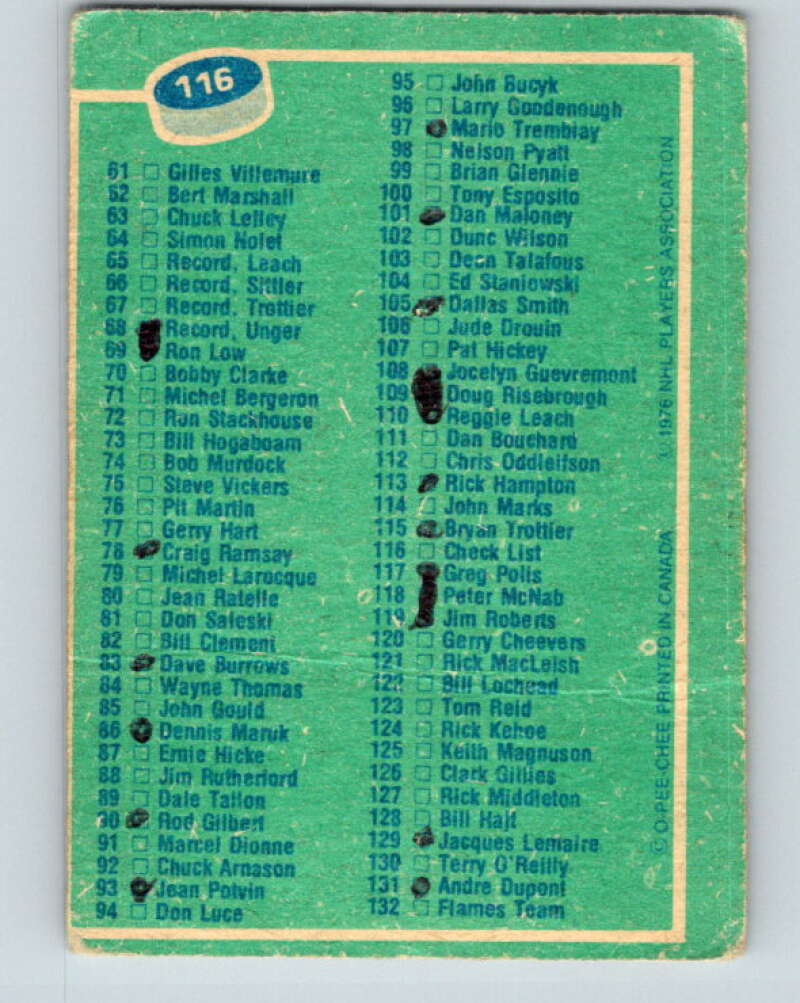 116
61 Gilles Villemure
62 Bert Marshall
63 Chuck Lefley
64 Simon Nolet
65 Record, Leach
66 Record, Sittler
67 Record, Trottier
68 Record, Unger
69 Ron Low
70 Bobby Clarke
71 Michel Bergeron
72 Ron Stackhouse
73 Bill Hogaboam
74 Bob Murdock
75 Steve Vickers
76 Pit Martin
77 Gerry Hart
78 Craig Ramsay
79 Michel Larocque
80 Jean Ratelle
81 Don Saleski
82 Bill Clement
83 Dave Burrows
84 Wayne Thomas
85 John Gould
86 Dennis Maruk
87 Ernie Hicke
88 Jim Rutherford
89 Dale Tallon
90 Rod Gilbert
91 Marcel Dionne
92 Chuck Arnason
93 Jean Potvin
94 Don Luce
95 John Bucyk
96 Larry Goodenough
97 Mario Tremblay
98 Nelson Pyatt
99 Brian Glennie
100 Tony Esposito
101 Dan Maloney
102 Dunc Wilson
103 Dean Talafous
104 Ed Staniowski
105 Dallas Smith
106 Jude Drouin
107 Pat Hickey
108 Jocelyn Guevremont
109 Doug Risebrough
110 Reggie Leach
111 Dan Bouchard
112 Chris Oddleifson
113 Rick Hampton
114 John Marks
115 Bryan Trottier
116 Check List
117 Greg Polis
118 Peter McNab
119 Jim Roberts
120 Gerry Cheevers
121 Rick MacLeish
122 Bill Lochead
123 Tom Reid
124 Rick Kehoe
125 Keith Magnuson
126 Clark Gillies
127 Rick Middleton
128 Bill Hajt
129 Jacques Lemaire
130 Terry O'Reilly
131 Andre Dupont
132 Flames Team
© O-PEE-CHEE PRINTED IN CANADA © 1976 NHL PLAYERS ASSOCIATION